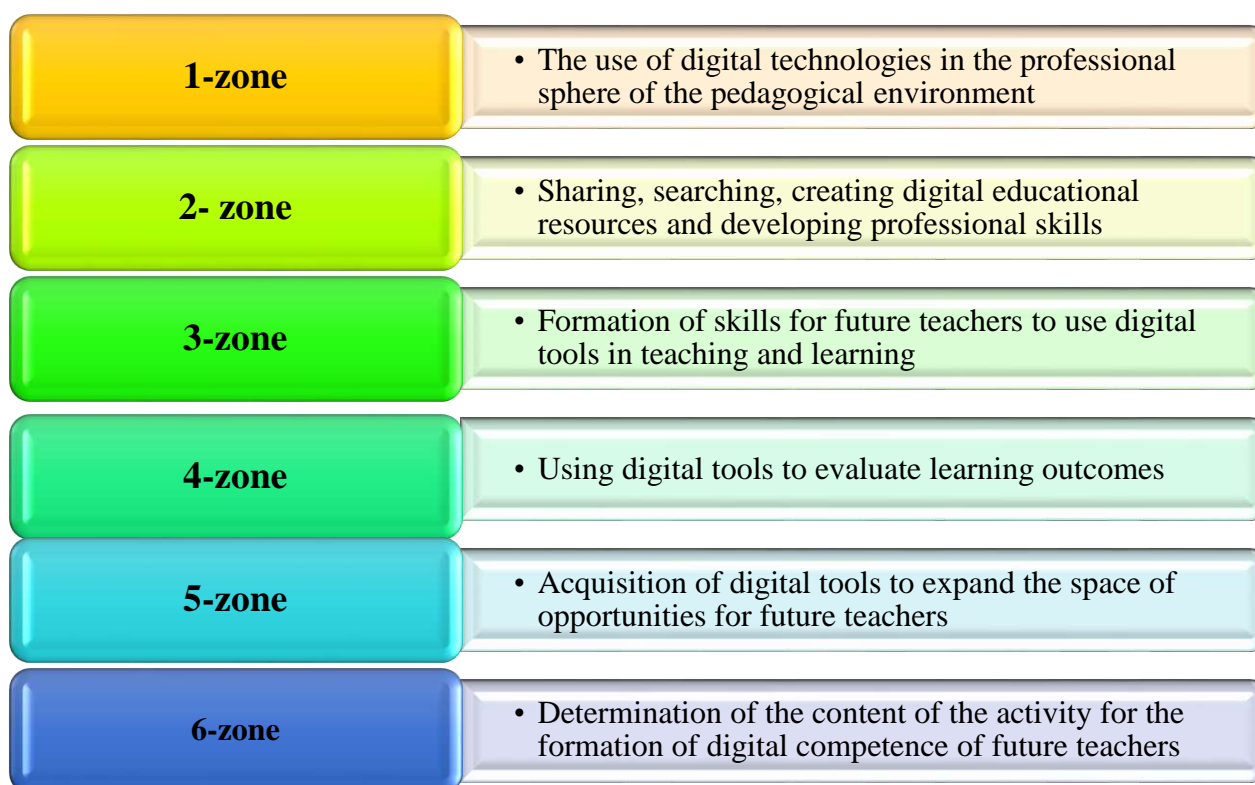 1-zone
• The use of digital technologies in the professional
sphere of the pedagogical environment
2- zone
• Sharing, searching, creating digital educational
resources and developing professional skills
3-zone
• Formation of skills for future teachers to use digital
tools in teaching and learning
4-zone
• Using digital tools to evaluate learning outcomes
5-zone
• Acquisition of digital tools to expand the space of
opportunities for future teachers
6-zone
• Determination of the content of the activity for the
formation of digital competence of future teachers